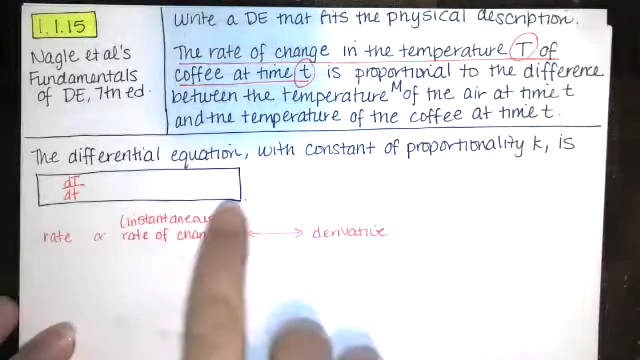 1.1.15
Nagle et al's
Fundamentals
of DE, 7th ed.
Write a DE that fits the physical description.
The rate of change in the temperature T of
coffee at time t is proportional to the difference
between the temperature M of the air at time t
and the temperature of the coffee at time t.
The differential equation, with constant of proportionality k, is
dT
dt
.
(instantaneous
rate or rate of chan ⟷ derivative